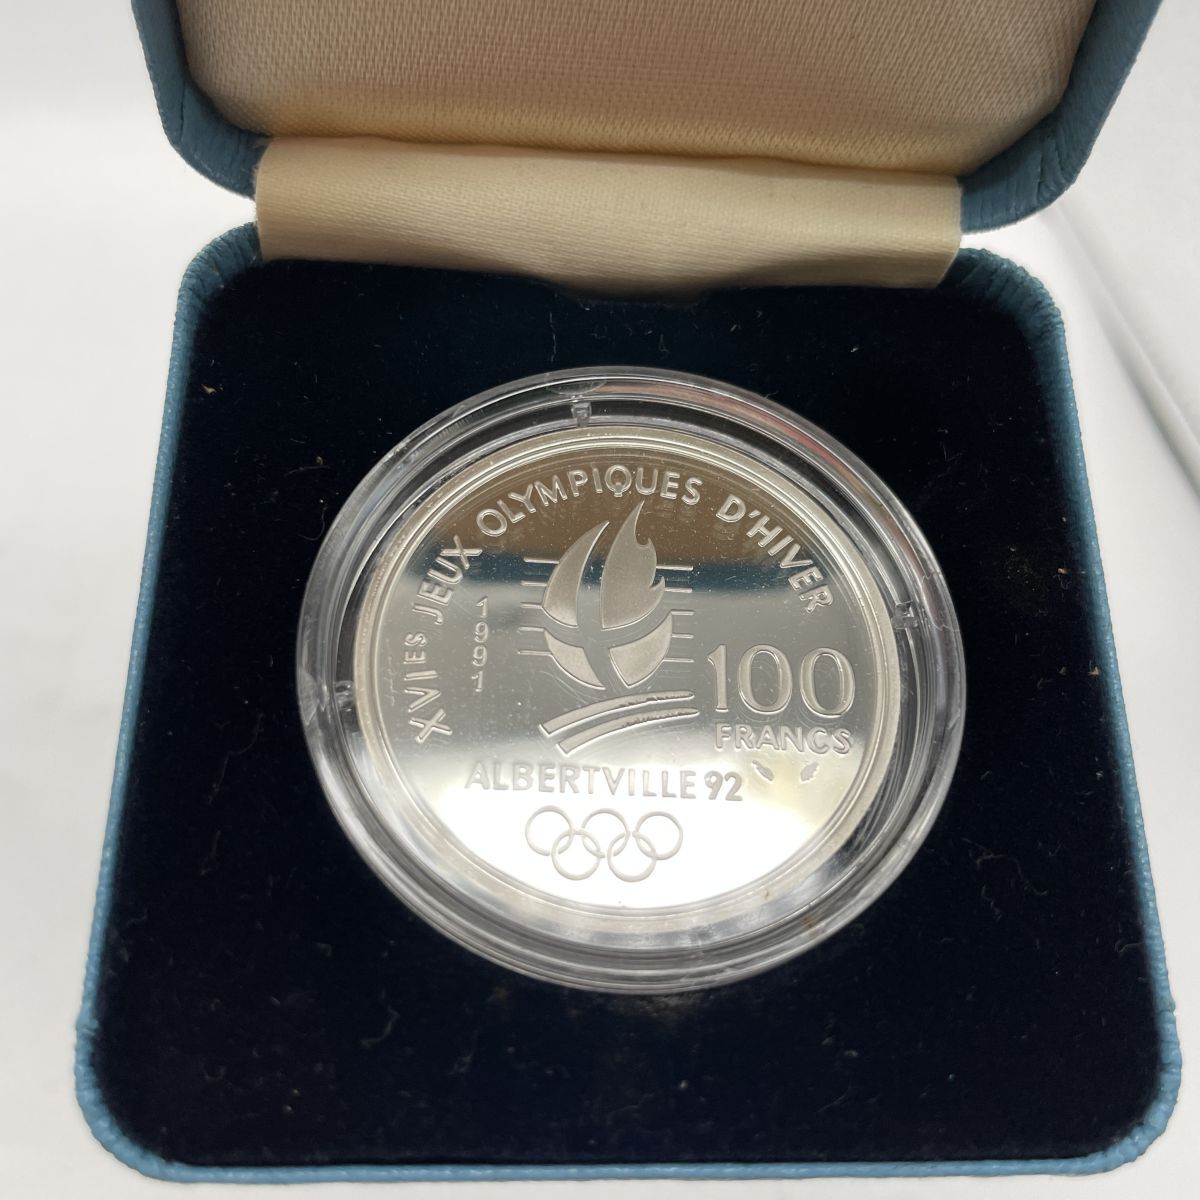 XVIES JEUX OLYMPIQUES D'HIVER
1991
100
FRANCS
ALBERTVILLE 92